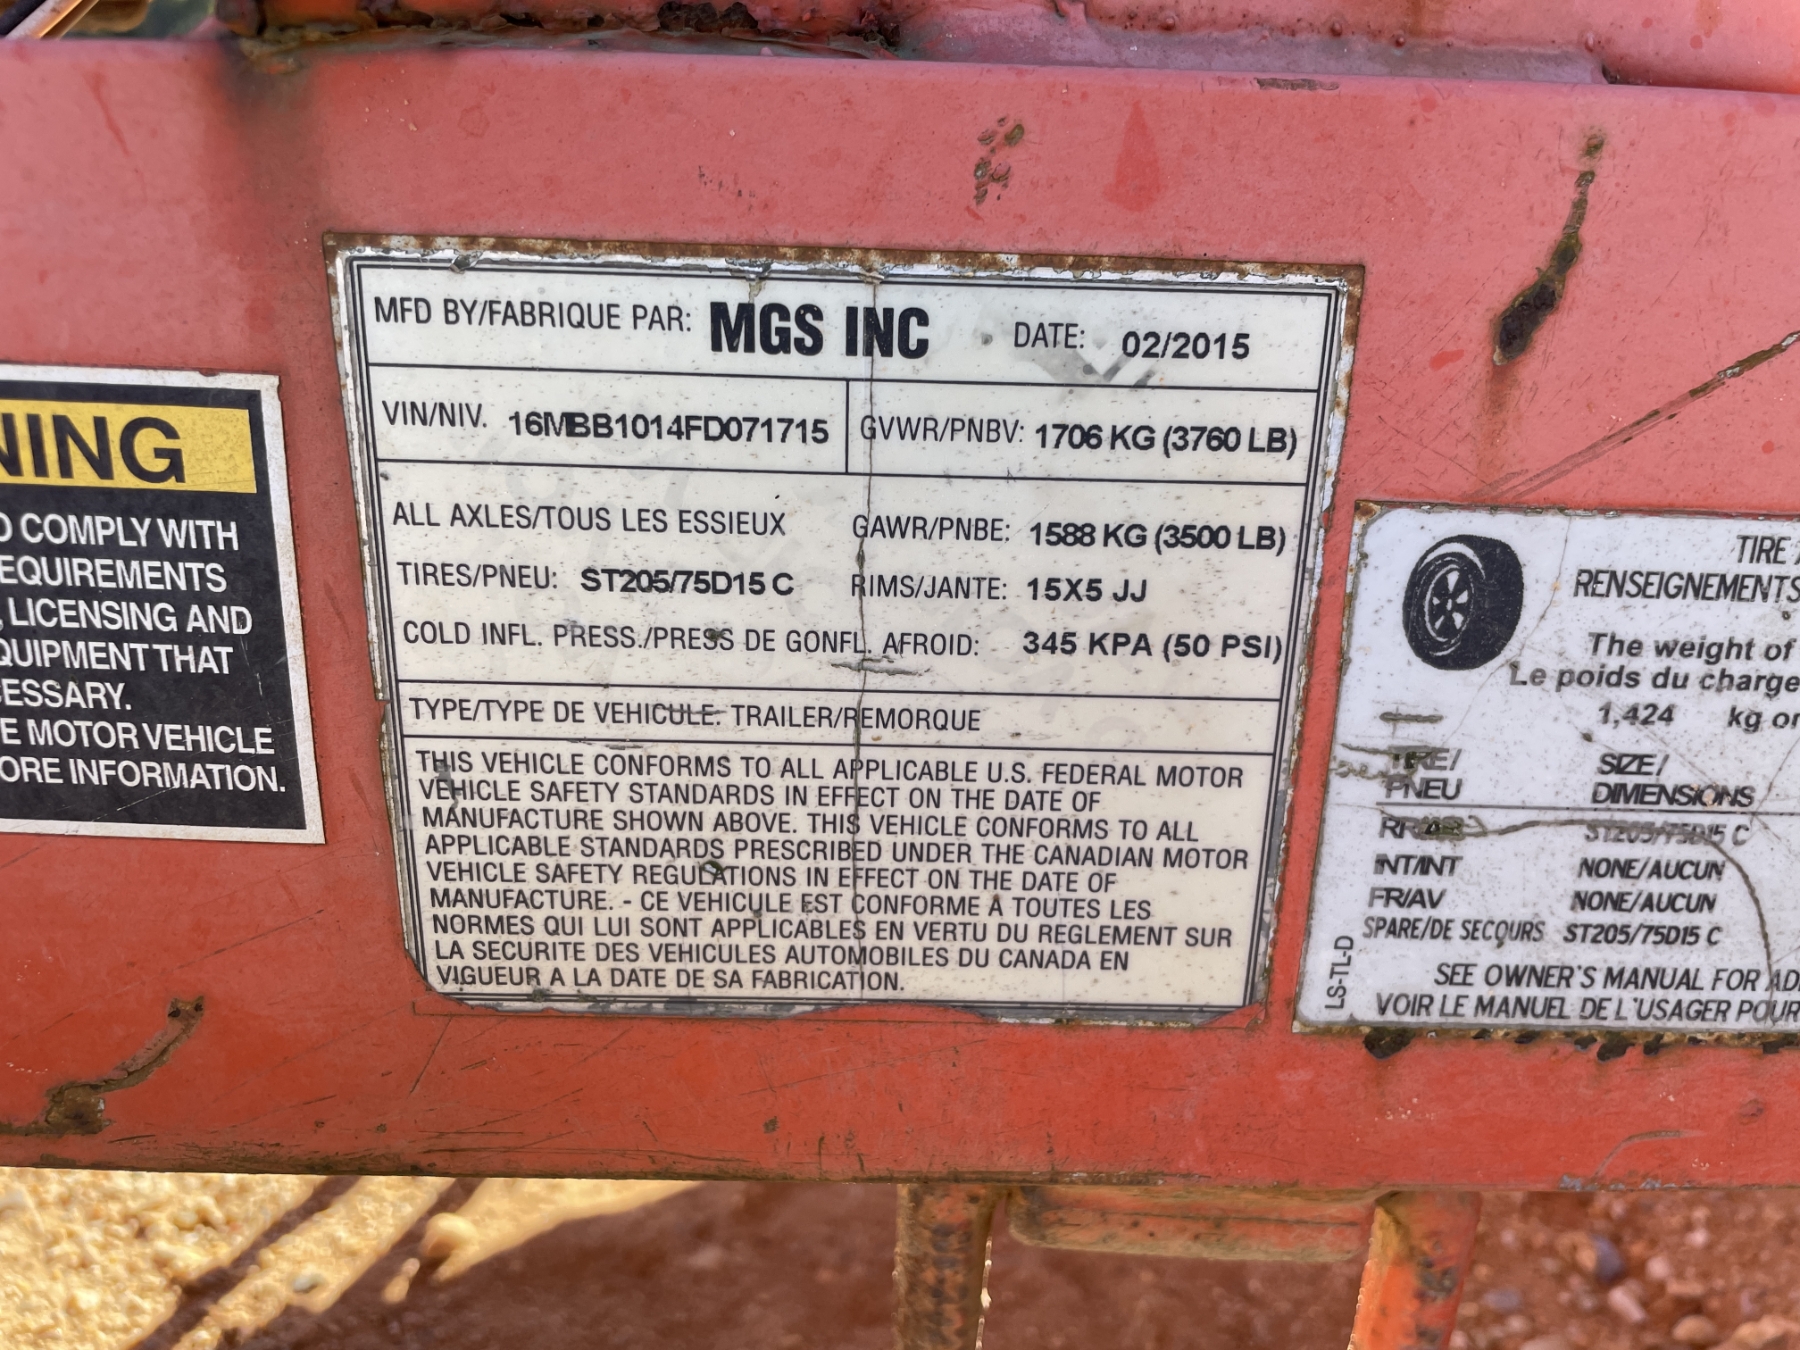 NING
COMPLY WITH
EQUIREMENTS
, LICENSING AND
QUIPMENT THAT
CESSARY.
E MOTOR VEHICLE
ORE INFORMATION.
MFD BY/FABRIQUE PAR: MGS INC DATE: 02/2015
VIN/NIV. 16MBB1014FD071715 GVWR/PNBV: 1706 KG (3760 LB)
ALL AXLES/TOUS LES ESSIEUX GAWR/PNBE: 1588 KG (3500 LB)
TIRES/PNEU: ST205/75D15 C RIMS/JANTE: 15X5 JJ
COLD INFL. PRESS./PRESS DE GONFL. AFROID: 345 KPA (50 PSI)
TYPE/TYPE DE VEHICULE: TRAILER/REMORQUE
THIS VEHICLE CONFORMS TO ALL APPLICABLE U.S. FEDERAL MOTOR
VEHICLE SAFETY STANDARDS IN EFFECT ON THE DATE OF
MANUFACTURE SHOWN ABOVE. THIS VEHICLE CONFORMS TO ALL
APPLICABLE STANDARDS PRESCRIBED UNDER THE CANADIAN MOTOR
VEHICLE SAFETY REGULATIONS IN EFFECT ON THE DATE OF
MANUFACTURE. - CE VEHICULE EST CONFORME A TOUTES LES
NORMES QUI LUI SONT APPLICABLES EN VERTU DU REGLEMENT SUR
LA SECURITE DES VEHICULES AUTOMOBILES DU CANADA EN
VIGUEUR A LA DATE DE SA FABRICATION.
TIRE
RENSEIGNEMENTS
The weight of
Le poids du charge
1,424 kg or
TIRE/ SIZE/
PNEU DIMENSIONS
RR/AR ST205/75D15 C
INT/INT NONE/AUCUN
FR/AV NONE/AUCUN
SPARE/DE SECOURS ST205/75D15 C
SEE OWNER'S MANUAL FOR AD
VOIR LE MANUEL DE L'USAGER POUR
LS-TL-D